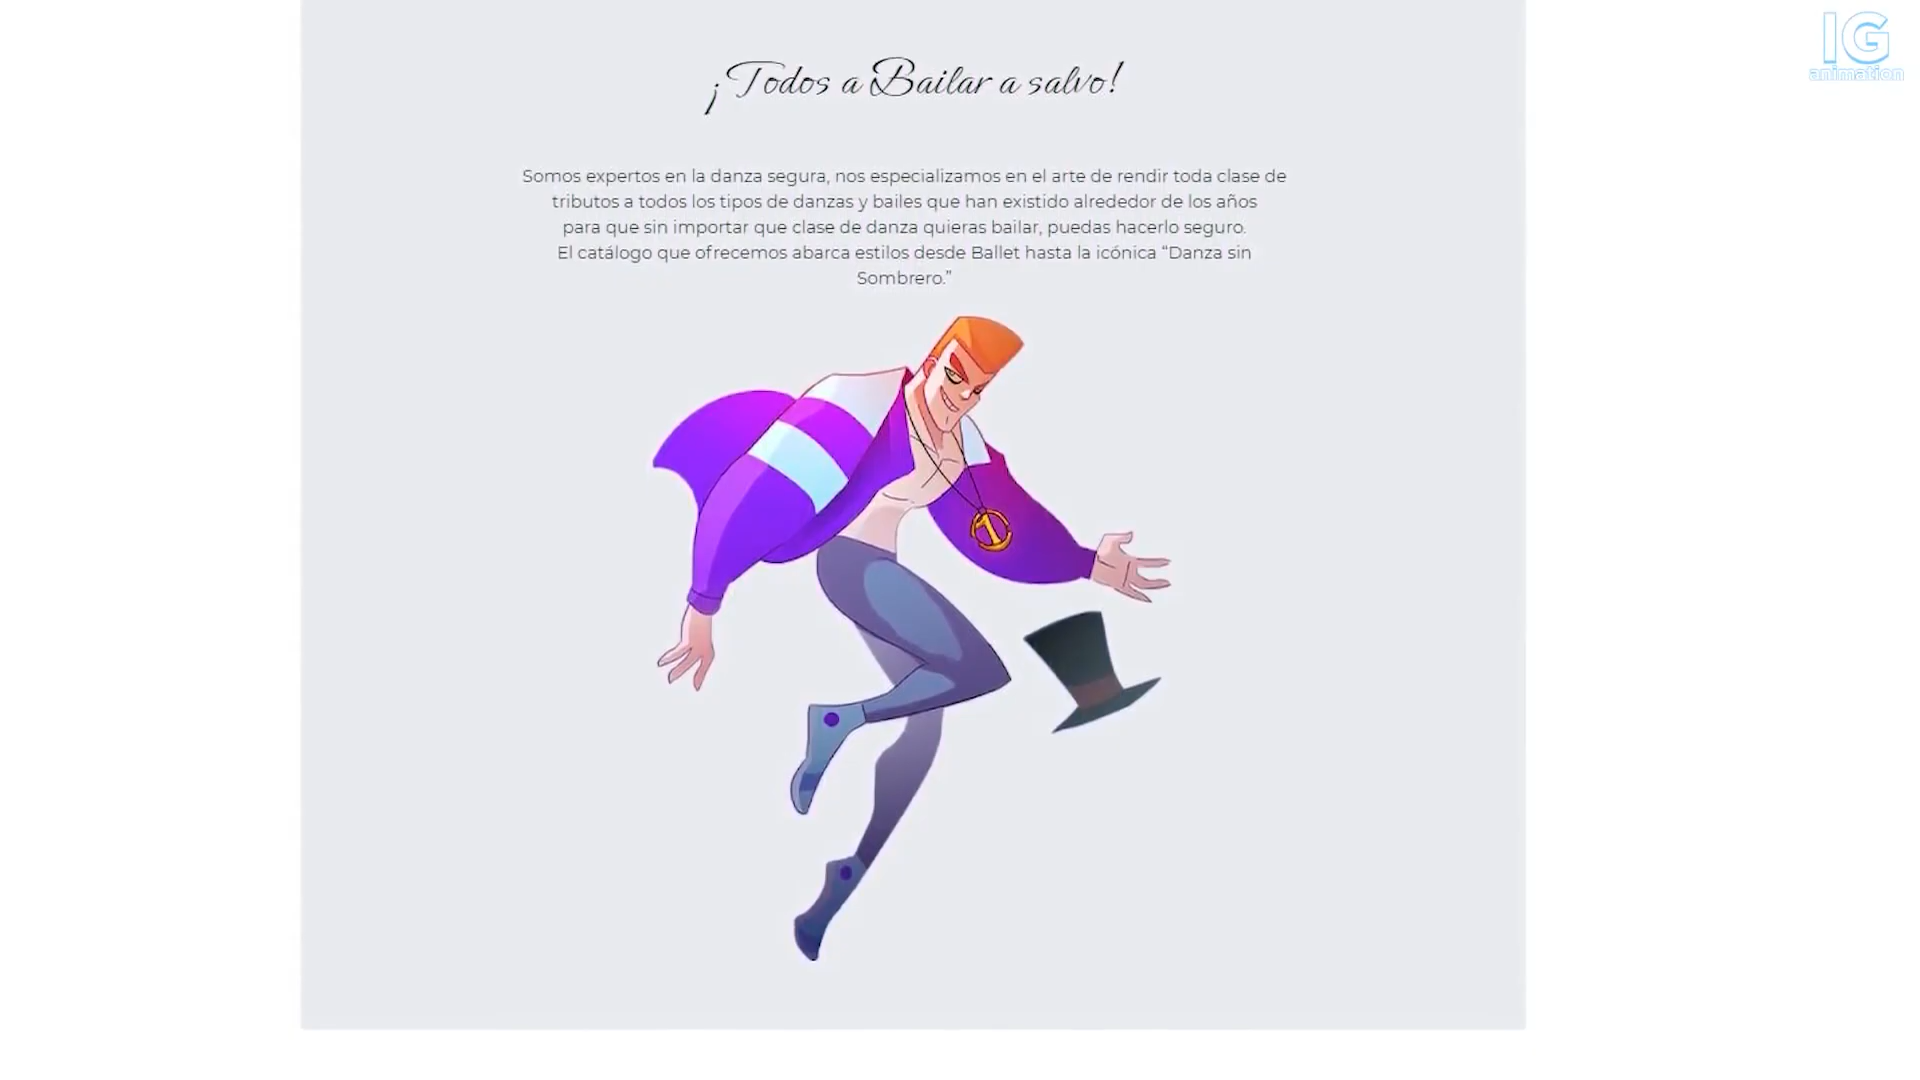 IG
animation
¡Todos a Bailar a salvo!
Somos expertos en la danza segura, nos especializamos en el arte de rendir toda clase de
tributos a todos los tipos de danzas y bailes que han existido alrededor de los años
para que sin importar que clase de danza quieras bailar, puedas hacerlo seguro.
El catálogo que ofrecemos abarca estilos desde Ballet hasta la icónica “Danza sin
Sombrero.”
1